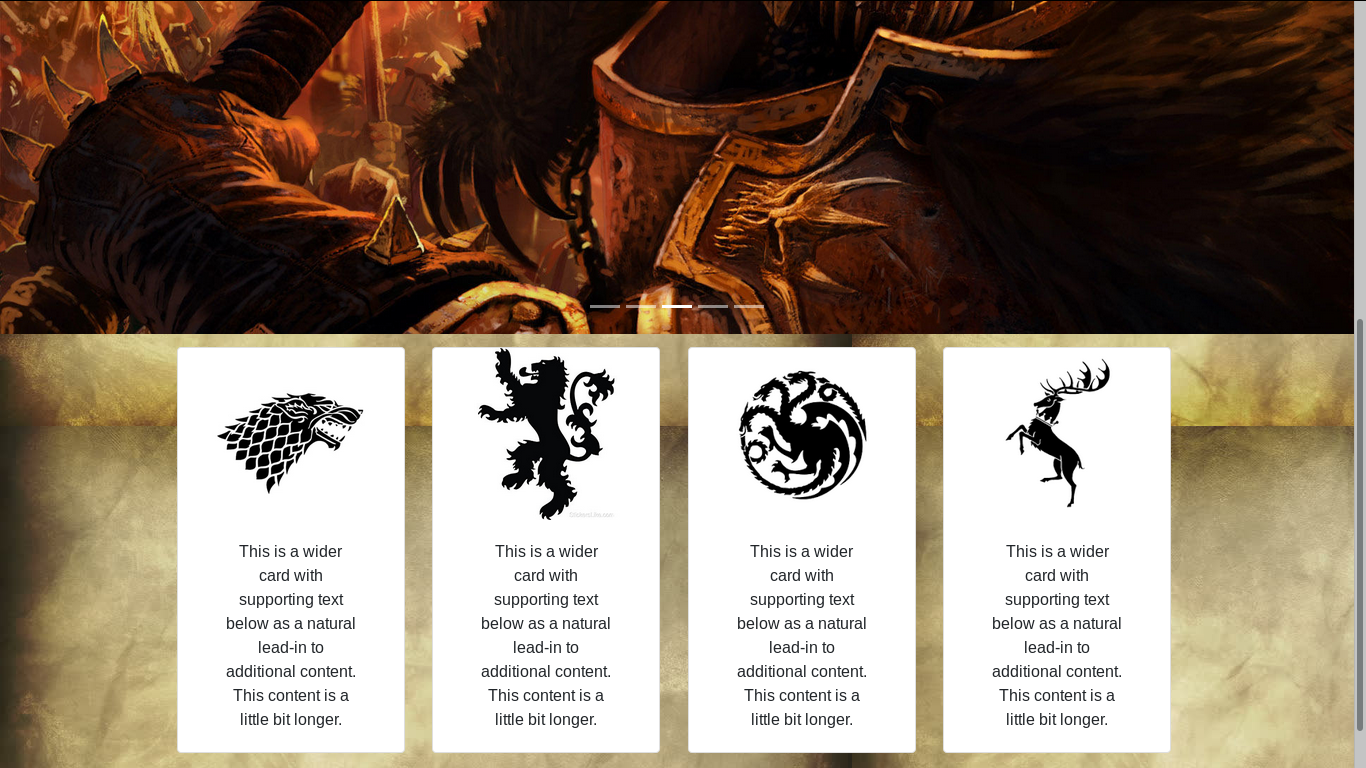 This is a wider
card with
supporting text
below as a natural
lead-in to
additional content.
This content is a
little bit longer.
This is a wider
card with
supporting text
below as a natural
lead-in to
additional content.
This content is a
little bit longer.
This is a wider
card with
supporting text
below as a natural
lead-in to
additional content.
This content is a
little bit longer.
This is a wider
card with
supporting text
below as a natural
lead-in to
additional content.
This content is a
little bit longer.